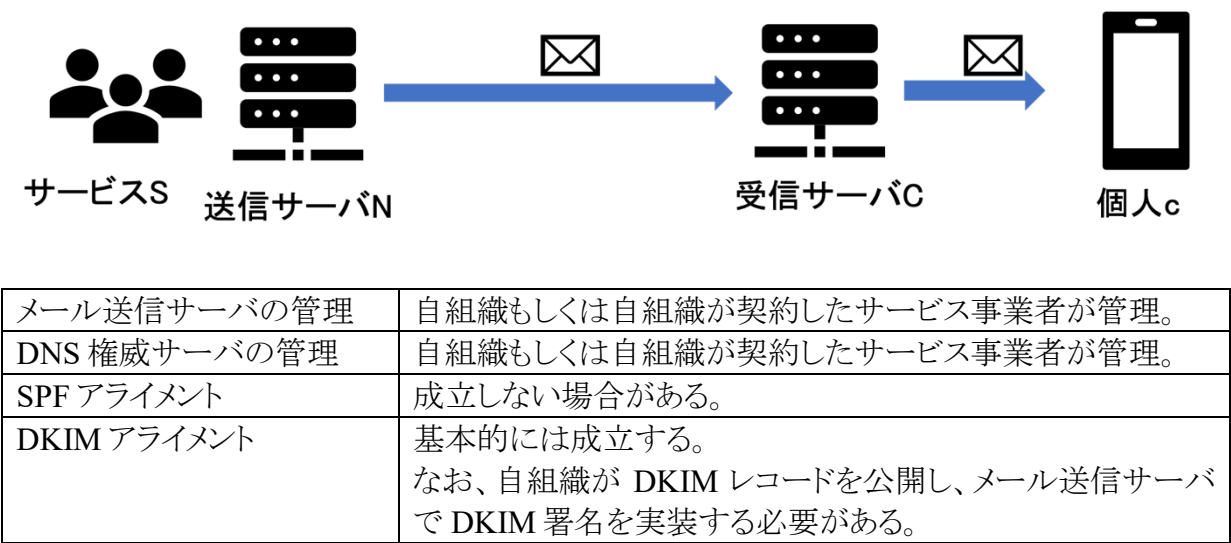 サービスS
送信サーバN
受信サーバC
個人c
メール送信サーバの管理
自組織もしくは自組織が契約したサービス事業者が管理。
DNS 権威サーバの管理
自組織もしくは自組織が契約したサービス事業者が管理。
SPF アライメント
成立しない場合がある。
DKIM アライメント
基本的には成立する。
なお、自組織が DKIM レコードを公開し、メール送信サーバ
で DKIM 署名を実装する必要がある。